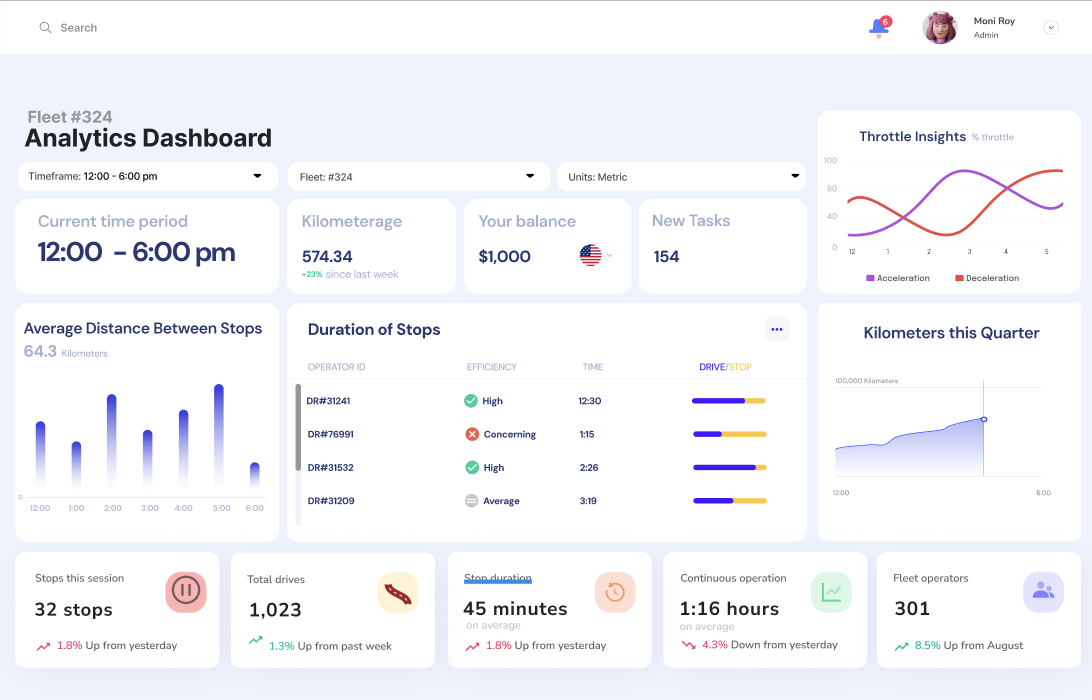 Search
6
Moni Roy
Admin
Fleet #324
Analytics Dashboard
Timeframe: 12:00 - 6:00 pm
Fleet: #324
Units: Metric
Current time period
12:00 – 6:00 pm
Kilometerage
574.34
+23% since last week
Your balance
$1,000
New Tasks
154
Throttle Insights % throttle
100
80
40
0
12 1 2 3 4 5
Acceleration Deceleration
Average Distance Between Stops
64.3 Kilometers
0
12:00 1:00 2:00 3:00 4:00 5:00 6:00
Duration of Stops
OPERATOR ID EFFICIENCY TIME DRIVE/STOP
DR#31241 High 12:30
DR#76991 Concerning 1:15
DR#31532 High 2:26
DR#31209 Average 3:19
Kilometers this Quarter
100,000 Kilometers
12:00 6:00
Stops this session
32 stops
1.8% Up from yesterday
Total drives
1,023
1.3% Up from past week
Stop duration
45 minutes
on average
1.8% Up from yesterday
Continuous operation
1:16 hours
on average
4.3% Down from yesterday
Fleet operators
301
8.5% Up from August